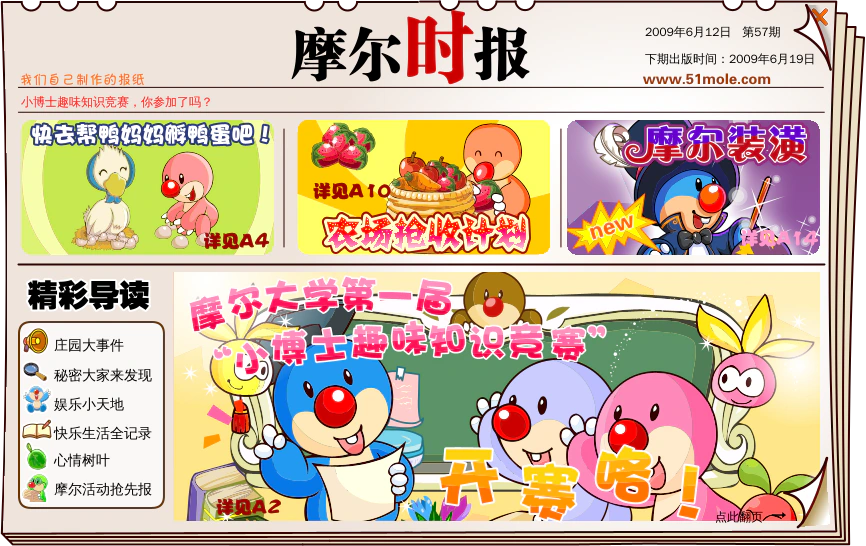 摩尔时报
2009年6月12日 第57期
下期出版时间：2009年6月19日
www.51mole.com
我们自己制作的报纸
小博士趣味知识竞赛，你参加了吗？
快去帮鸭妈妈孵鸭蛋吧！
详见A4
详见A10
农场抢收计划
摩尔装潢
new
详见A14
精彩导读
庄园大事件
秘密大家来发现
娱乐小天地
快乐生活全记录
心情树叶
摩尔活动抢先报
摩尔大学第一届
“小博士趣味知识竞赛”
开赛咯！
详见A2
点此翻页